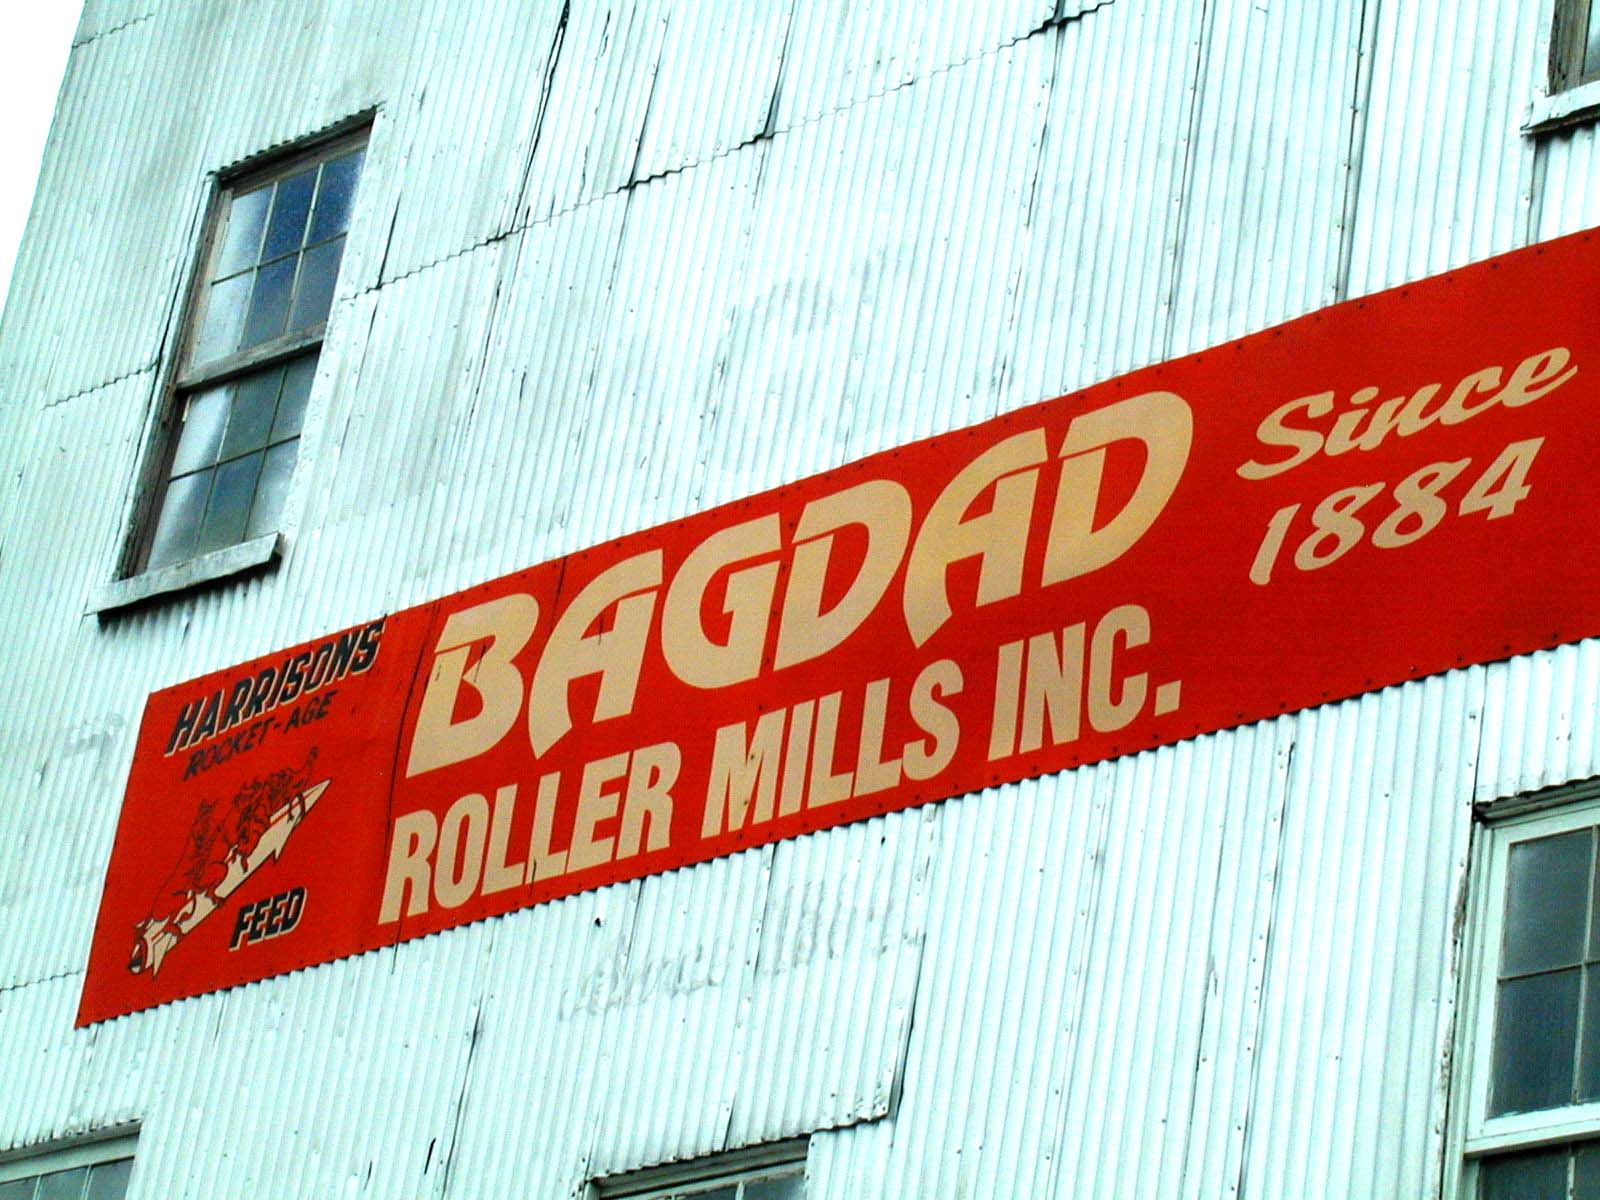 HARRISONS
ROCKET-AGE
FEED
BAGDAD
ROLLER MILLS INC.
Since
1884